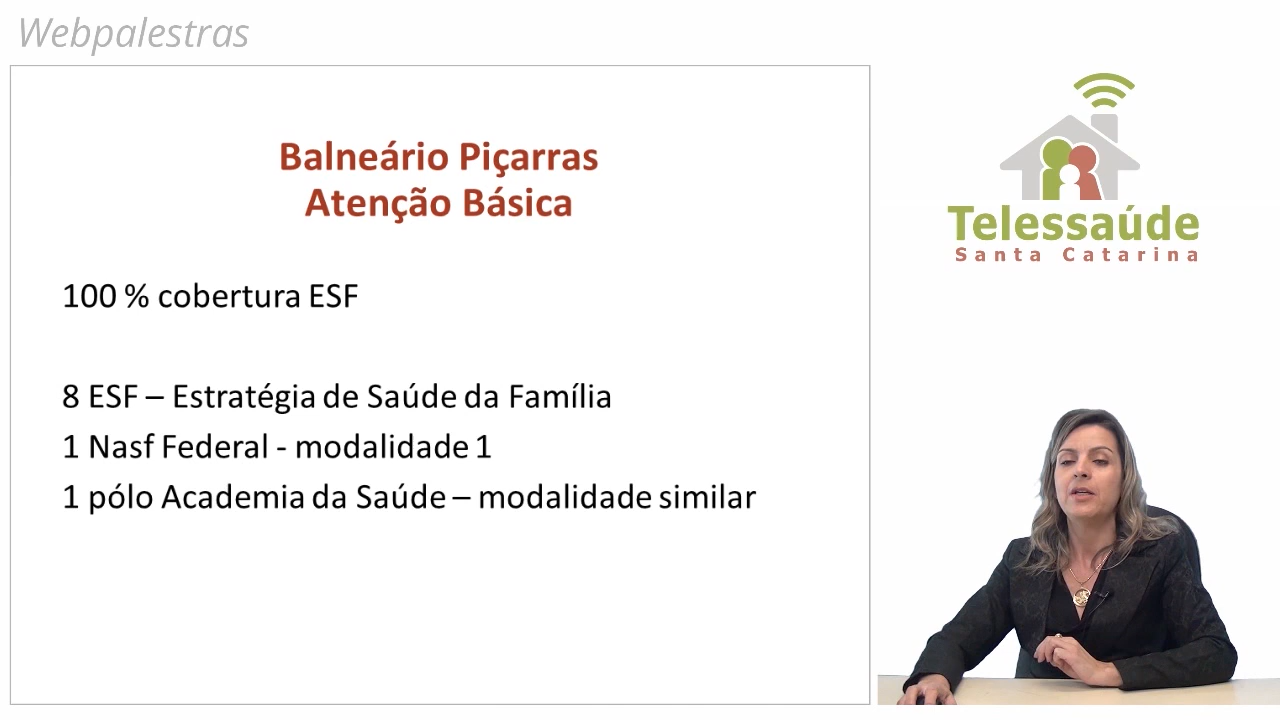 Webpalestras
Balneário Piçarras
Atenção Básica
100 % cobertura ESF
8 ESF – Estratégia de Saúde da Família
1 Nasf Federal - modalidade 1
1 pólo Academia da Saúde – modalidade similar
Telessaúde
Santa Catarina